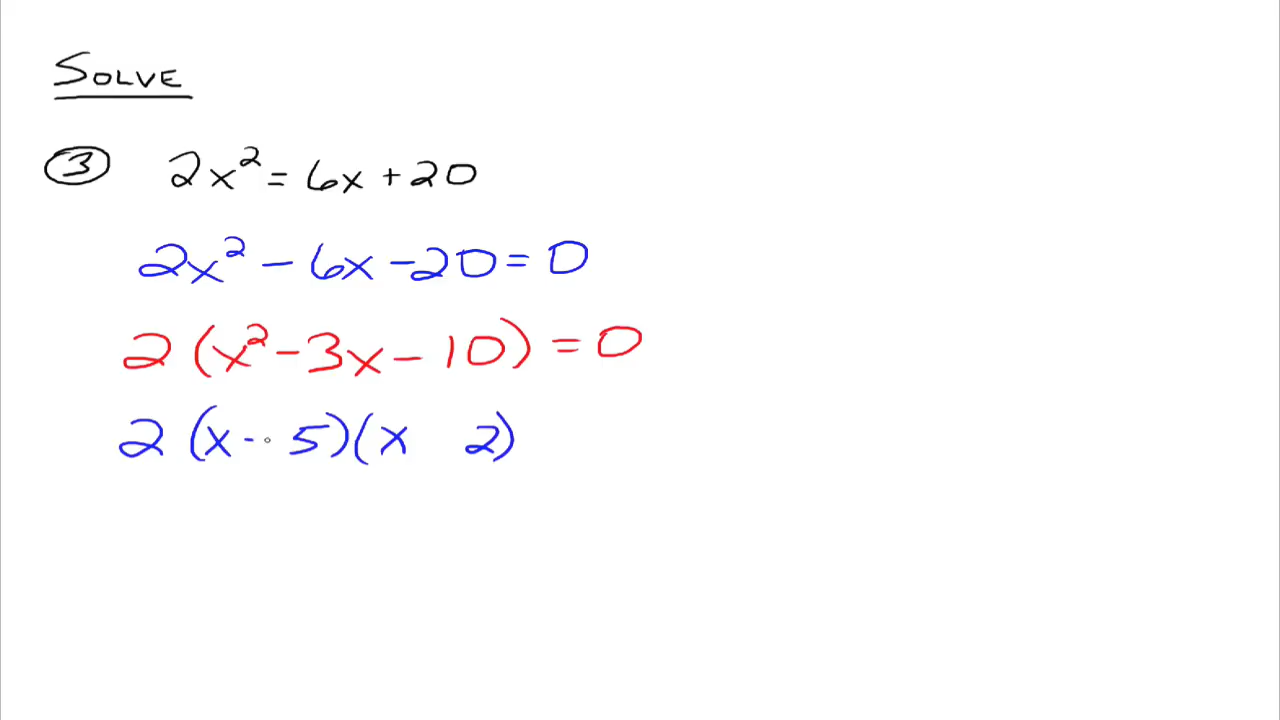 SOLVE
③ 2x² = 6x + 20
2x² - 6x - 20 = 0
2 (x² - 3x - 10) = 0
2 (x - 5)(x 2)